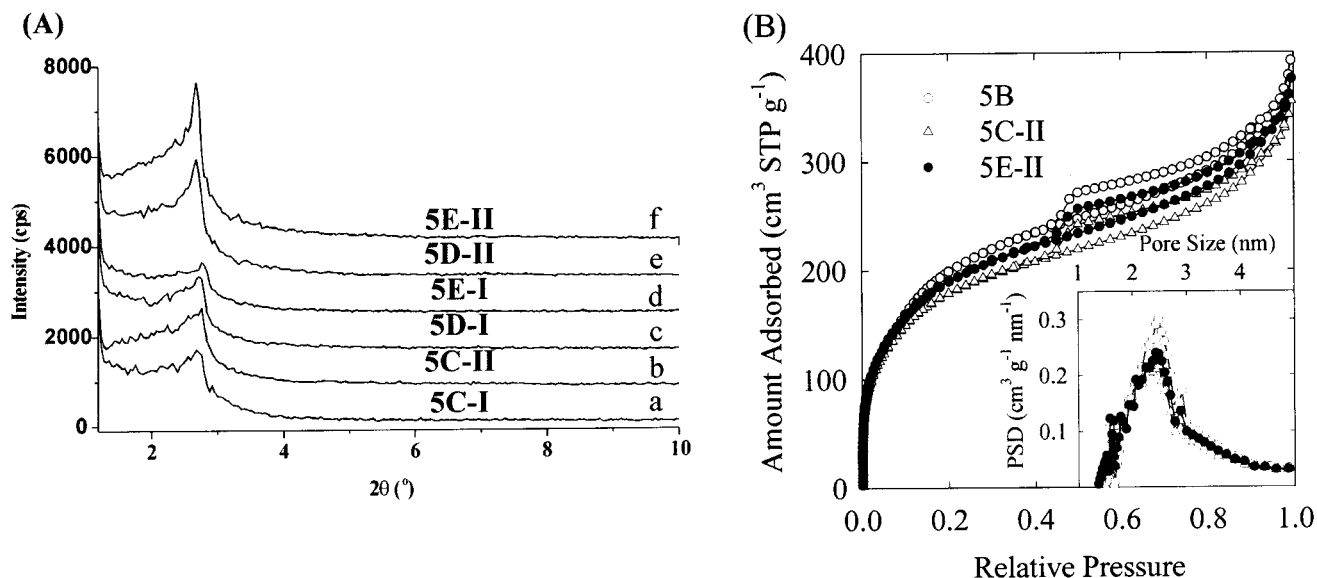 (A)
8000
6000
4000
2000
0
Intensity (cps)
5E-II f
5D-II e
5E-I d
5D-I c
5C-II b
5C-I a
2 4 6 8 10
2θ (°)
(B)
400
300
200
100
0
Amount Adsorbed (cm³ STP g⁻¹)
5B
5C-II
5E-II
Pore Size (nm)
1 2 3 4
0.3
0.2
0.1
PSD (cm³ g⁻¹ nm⁻¹)
0.0 0.2 0.4 0.6 0.8 1.0
Relative Pressure